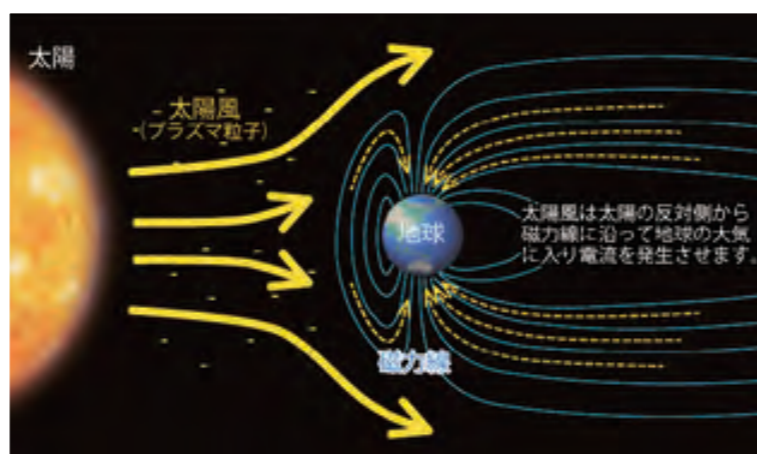 太陽
太陽風
(プラズマ粒子)
地球
太陽風は太陽の反対側から
磁力線に沿って地球の大気
に入り電流を発生させます。
磁力線